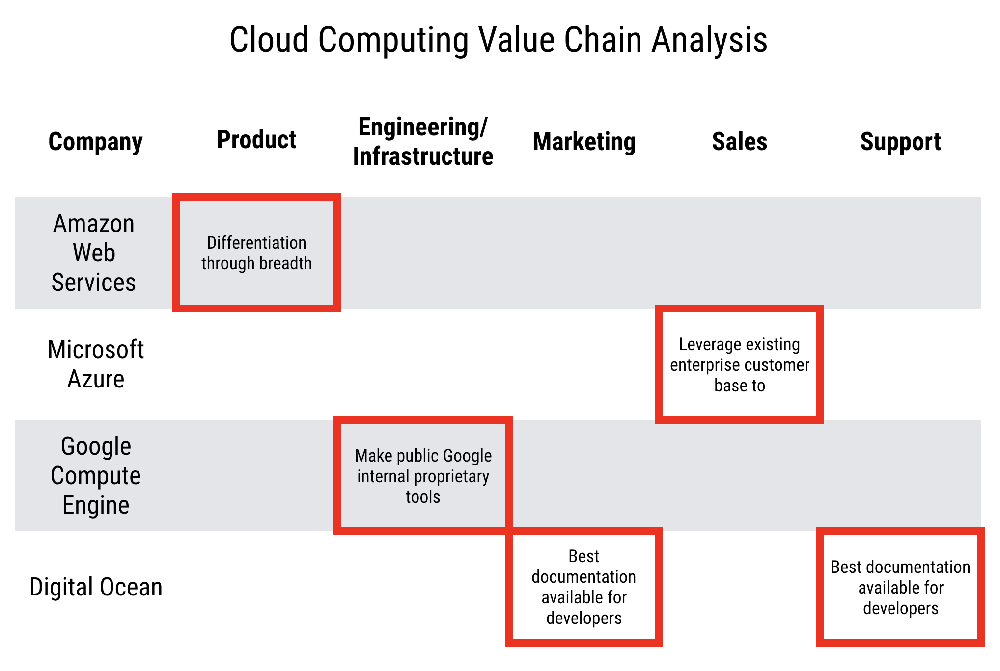 Cloud Computing Value Chain Analysis
Company
Product
Engineering/
Infrastructure
Marketing
Sales
Support
Amazon
Web
Services
Differentiation
through breadth
Microsoft
Azure
Leverage existing
enterprise customer
base to
Google
Compute
Engine
Make public Google
internal proprietary
tools
Digital Ocean
Best
documentation
available for
developers
Best documentation
available for
developers